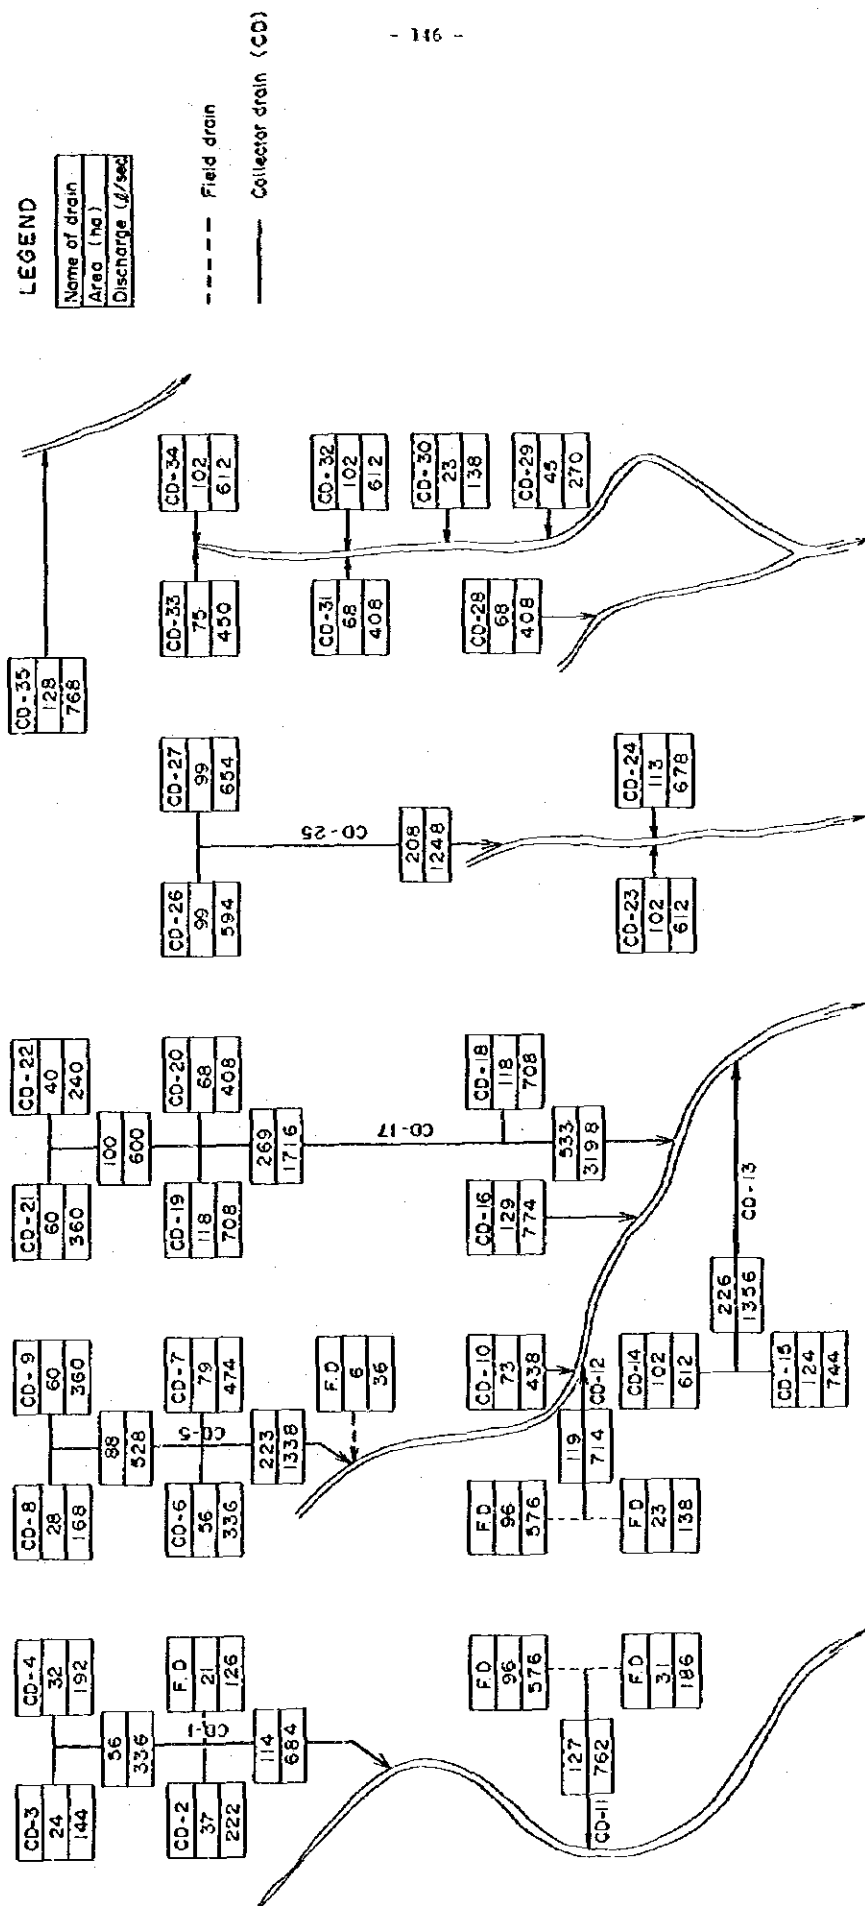 - 146 -
LEGEND
Name of drain
Area (ha)
Discharge (ℓ/sec)
Field drain
Collector drain (CD)
CD-3
24
144
CD-4
32
192
56
336
CD-1
CD-2
37
222
F.D
21
126
114
684
F.D
96
576
F.D
31
186
127
762
CD-11
CD-8
28
168
CD-9
60
360
88
528
CD-5
CD-6
56
336
CD-7
79
474
223
1338
F.D
6
36
CD-10
73
438
CD-12
119
714
F.D
96
576
F.D
23
138
CD-21
60
360
CD-22
40
240
100
600
CD-19
118
708
CD-20
68
408
269
1716
CD-17
CD-18
118
708
533
3198
CD-16
129
774
CD-14
102
612
CD-15
124
744
226
1356
CD-13
CD-26
99
594
CD-27
99
654
CD-25
208
1248
CD-23
102
612
CD-24
113
678
CD-35
128
768
CD-33
75
450
CD-34
102
612
CD-31
68
408
CD-32
102
612
CD-30
23
138
CD-29
45
270
CD-28
68
408